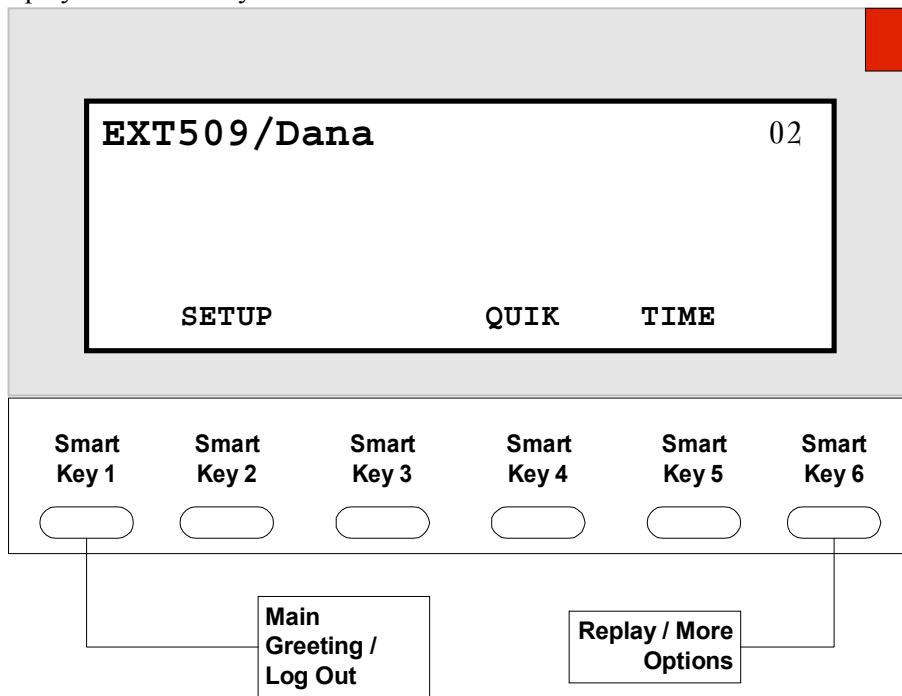 EXT509/Dana 02
SETUP QUIK TIME
Smart Key 1
Smart Key 2
Smart Key 3
Smart Key 4
Smart Key 5
Smart Key 6
Main
Greeting /
Log Out
Replay / More
Options